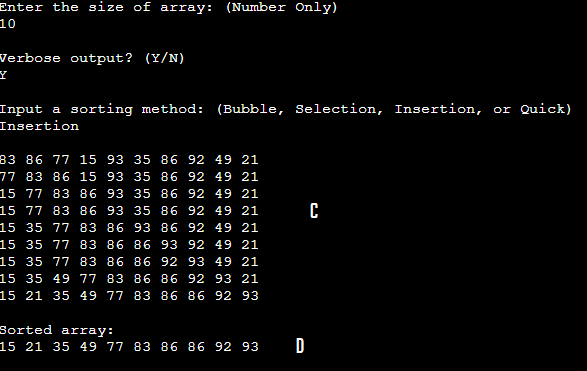 Enter the size of array: (Number Only)
10
Verbose output? (Y/N)
Y
Input a sorting method: (Bubble, Selection, Insertion, or Quick)
Insertion
83 86 77 15 93 35 86 92 49 21
77 83 86 15 93 35 86 92 49 21
15 77 83 86 93 35 86 92 49 21
15 77 83 86 93 35 86 92 49 21 C
15 35 77 83 86 93 86 92 49 21
15 35 77 83 86 86 93 92 49 21
15 35 77 83 86 86 92 93 49 21
15 35 49 77 83 86 86 92 93 21
15 21 35 49 77 83 86 86 92 93
Sorted array:
15 21 35 49 77 83 86 86 92 93 D